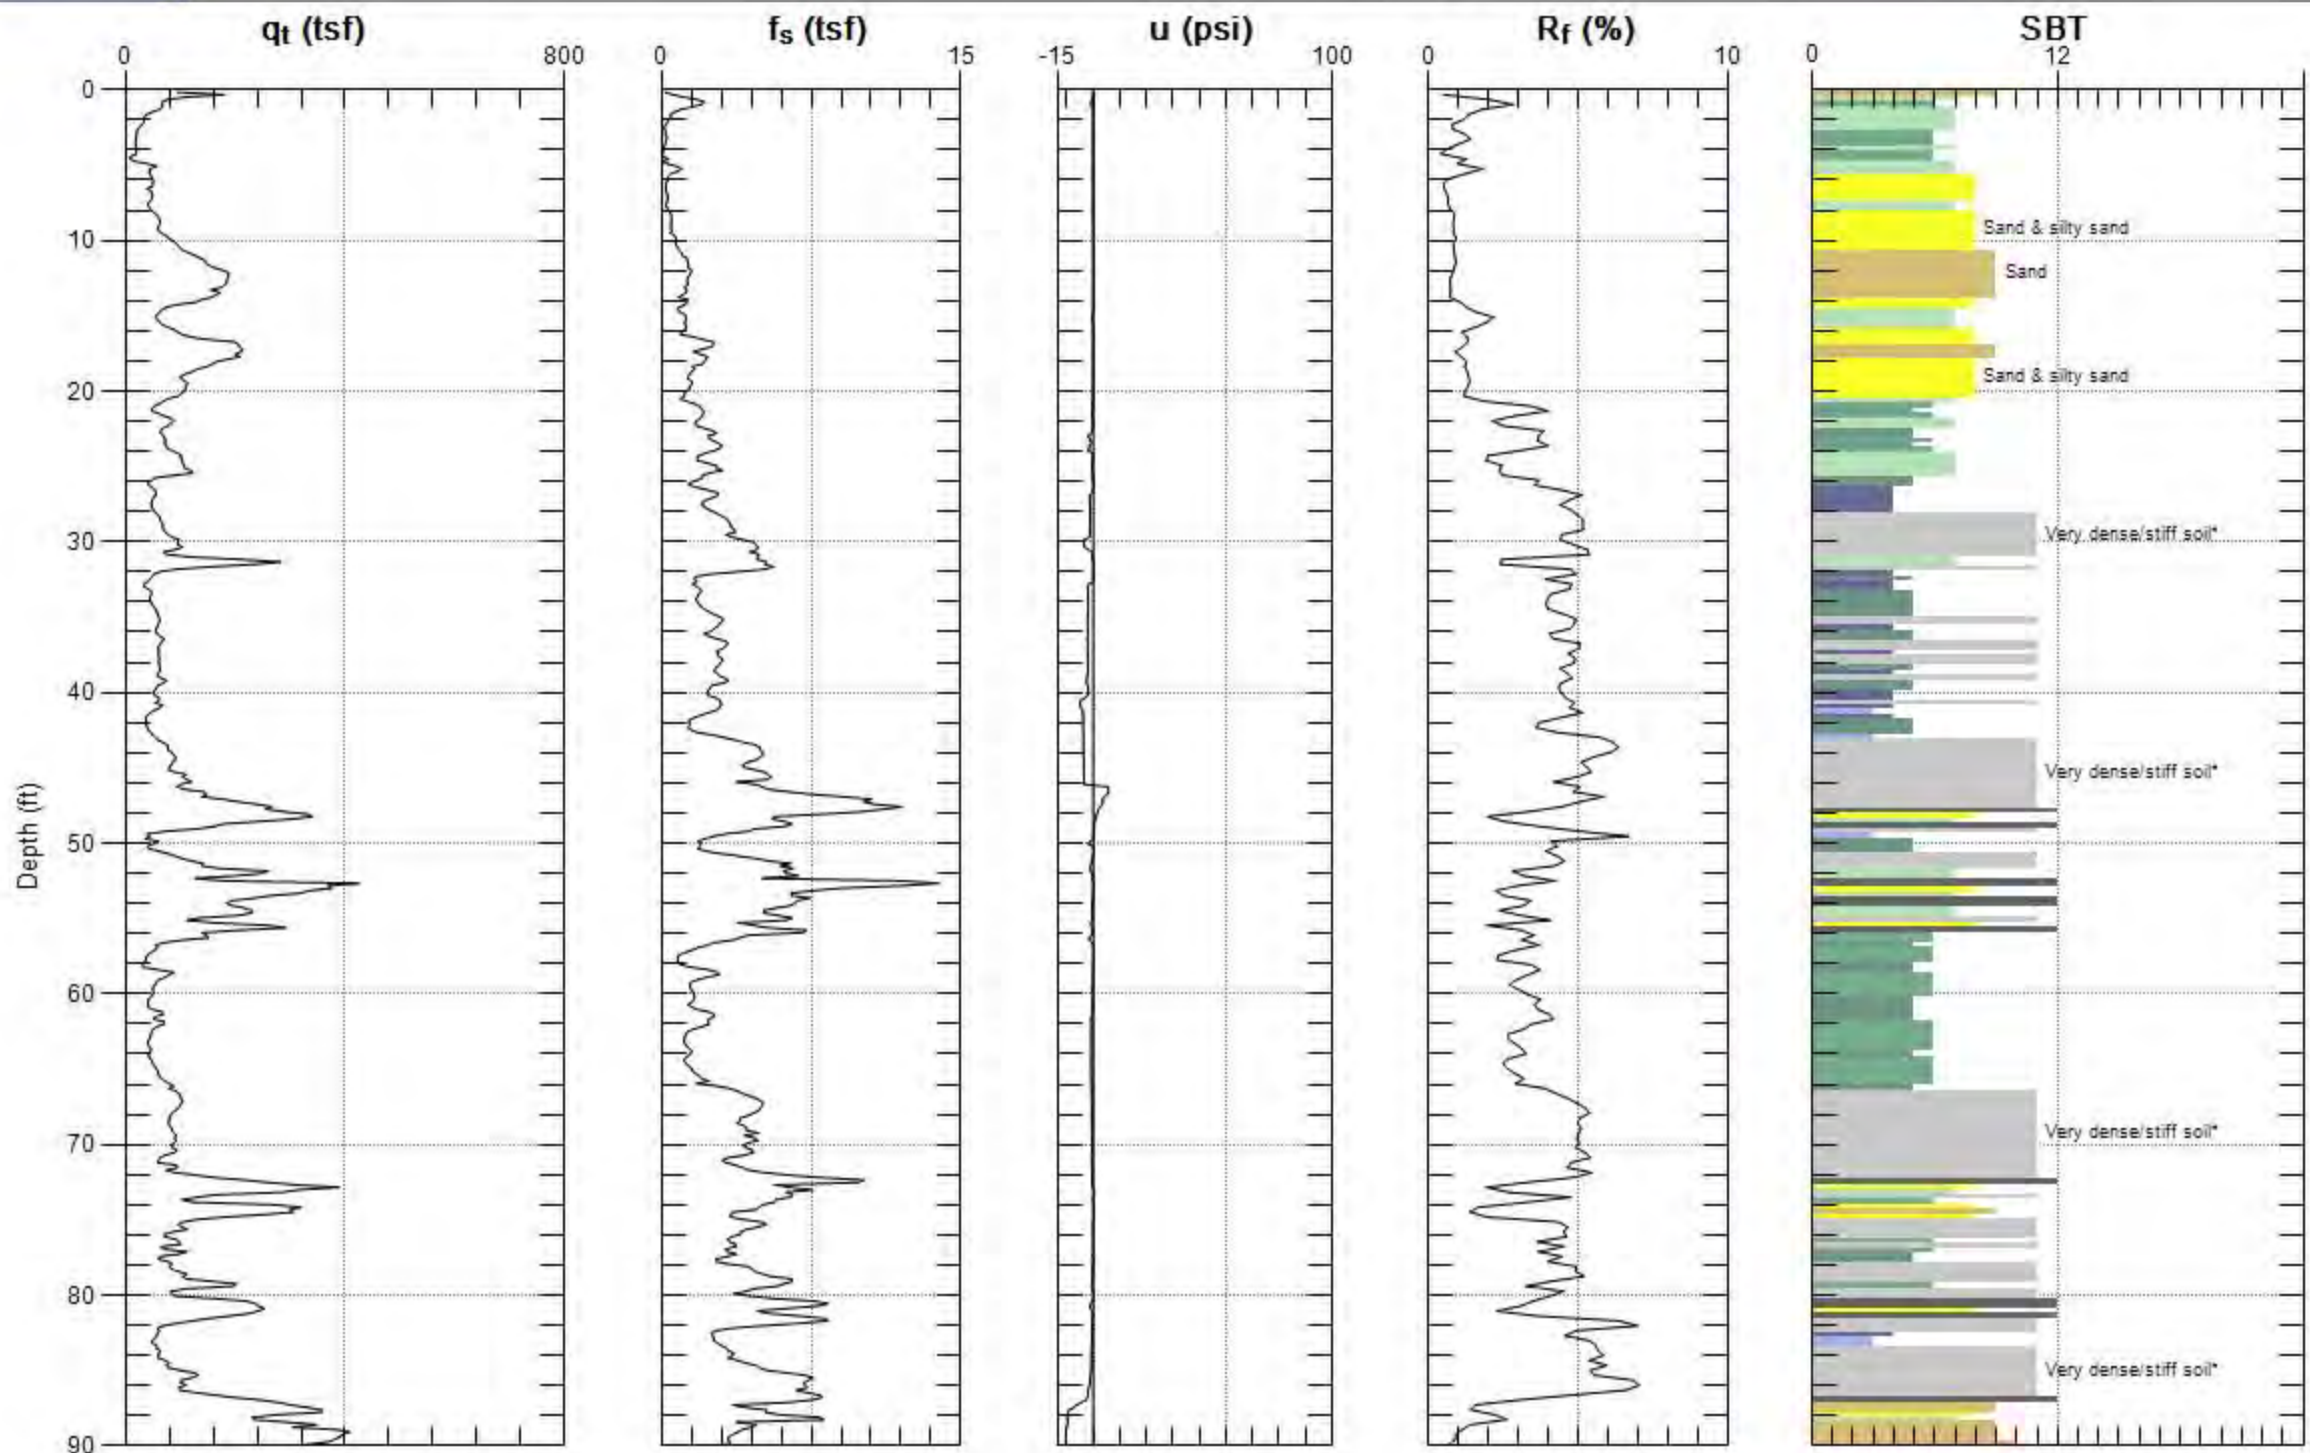 qt (tsf)
fs (tsf)
u (psi)
Rf (%)
SBT
0 800
0 15
-15 100
0 10
0 12
0
10
Sand & silty sand
Sand
20
Sand & silty sand
30
Very dense/stiff soil*
40
Very dense/stiff soil*
Depth (ft)
50
60
70
Very dense/stiff soil*
80
Very dense/stiff soil*
90